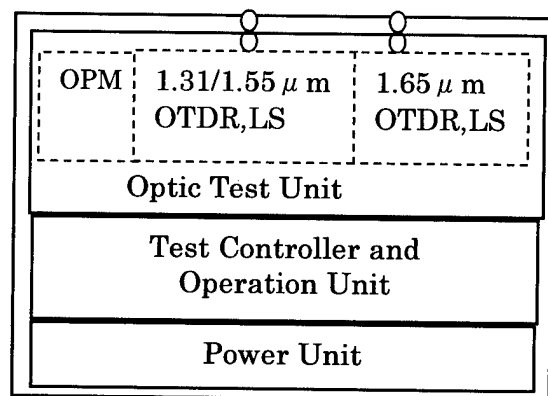 OPM
1.31/1.55 μ m
OTDR,LS
1.65 μ m
OTDR,LS
Optic Test Unit
Test Controller and
Operation Unit
Power Unit